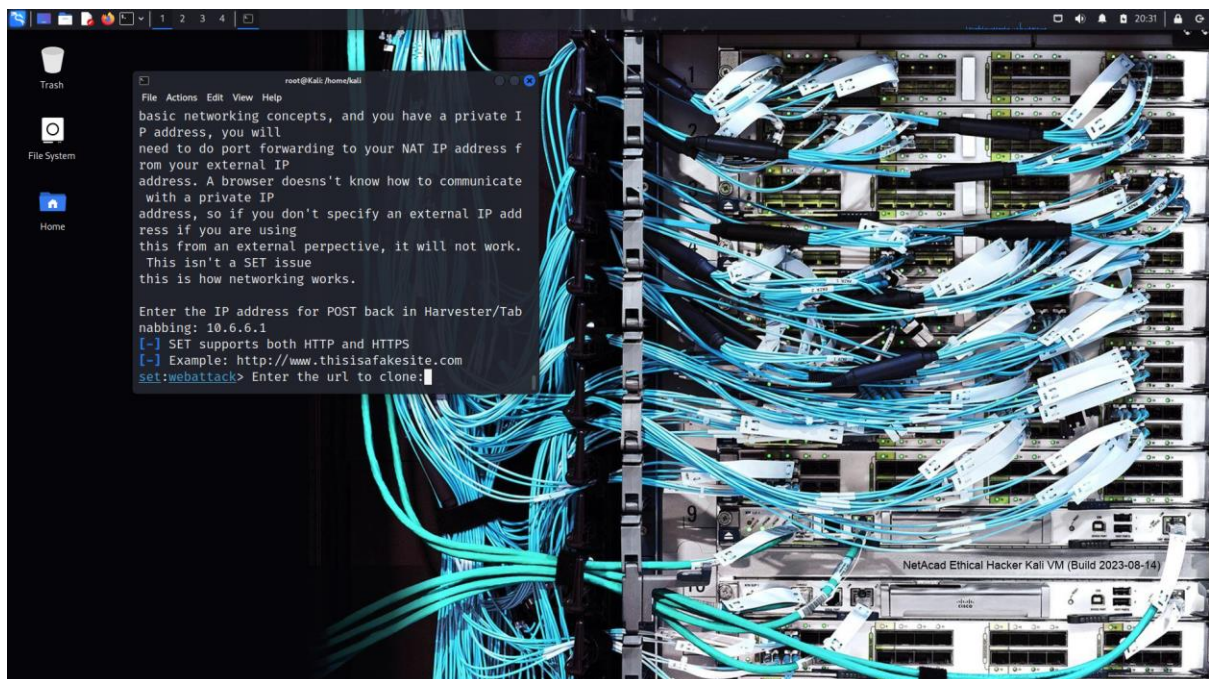 1 2 3 4
20:31
Trash
File System
Home
root@Kali: /home/kali
File Actions Edit View Help
basic networking concepts, and you have a private I
P address, you will
need to do port forwarding to your NAT IP address f
rom your external IP
address. A browser doesns't know how to communicate
 with a private IP
address, so if you don't specify an external IP add
ress if you are using
this from an external perpective, it will not work.
 This isn't a SET issue
this is how networking works.
Enter the IP address for POST back in Harvester/Tab
nabbing: 10.6.6.1
[-] SET supports both HTTP and HTTPS
[-] Example: http://www.thisisafakesite.com
set:webattack> Enter the url to clone:
1
2
9
NetAcad Ethical Hacker Kali VM (Build 2023-08-14)
CISCO